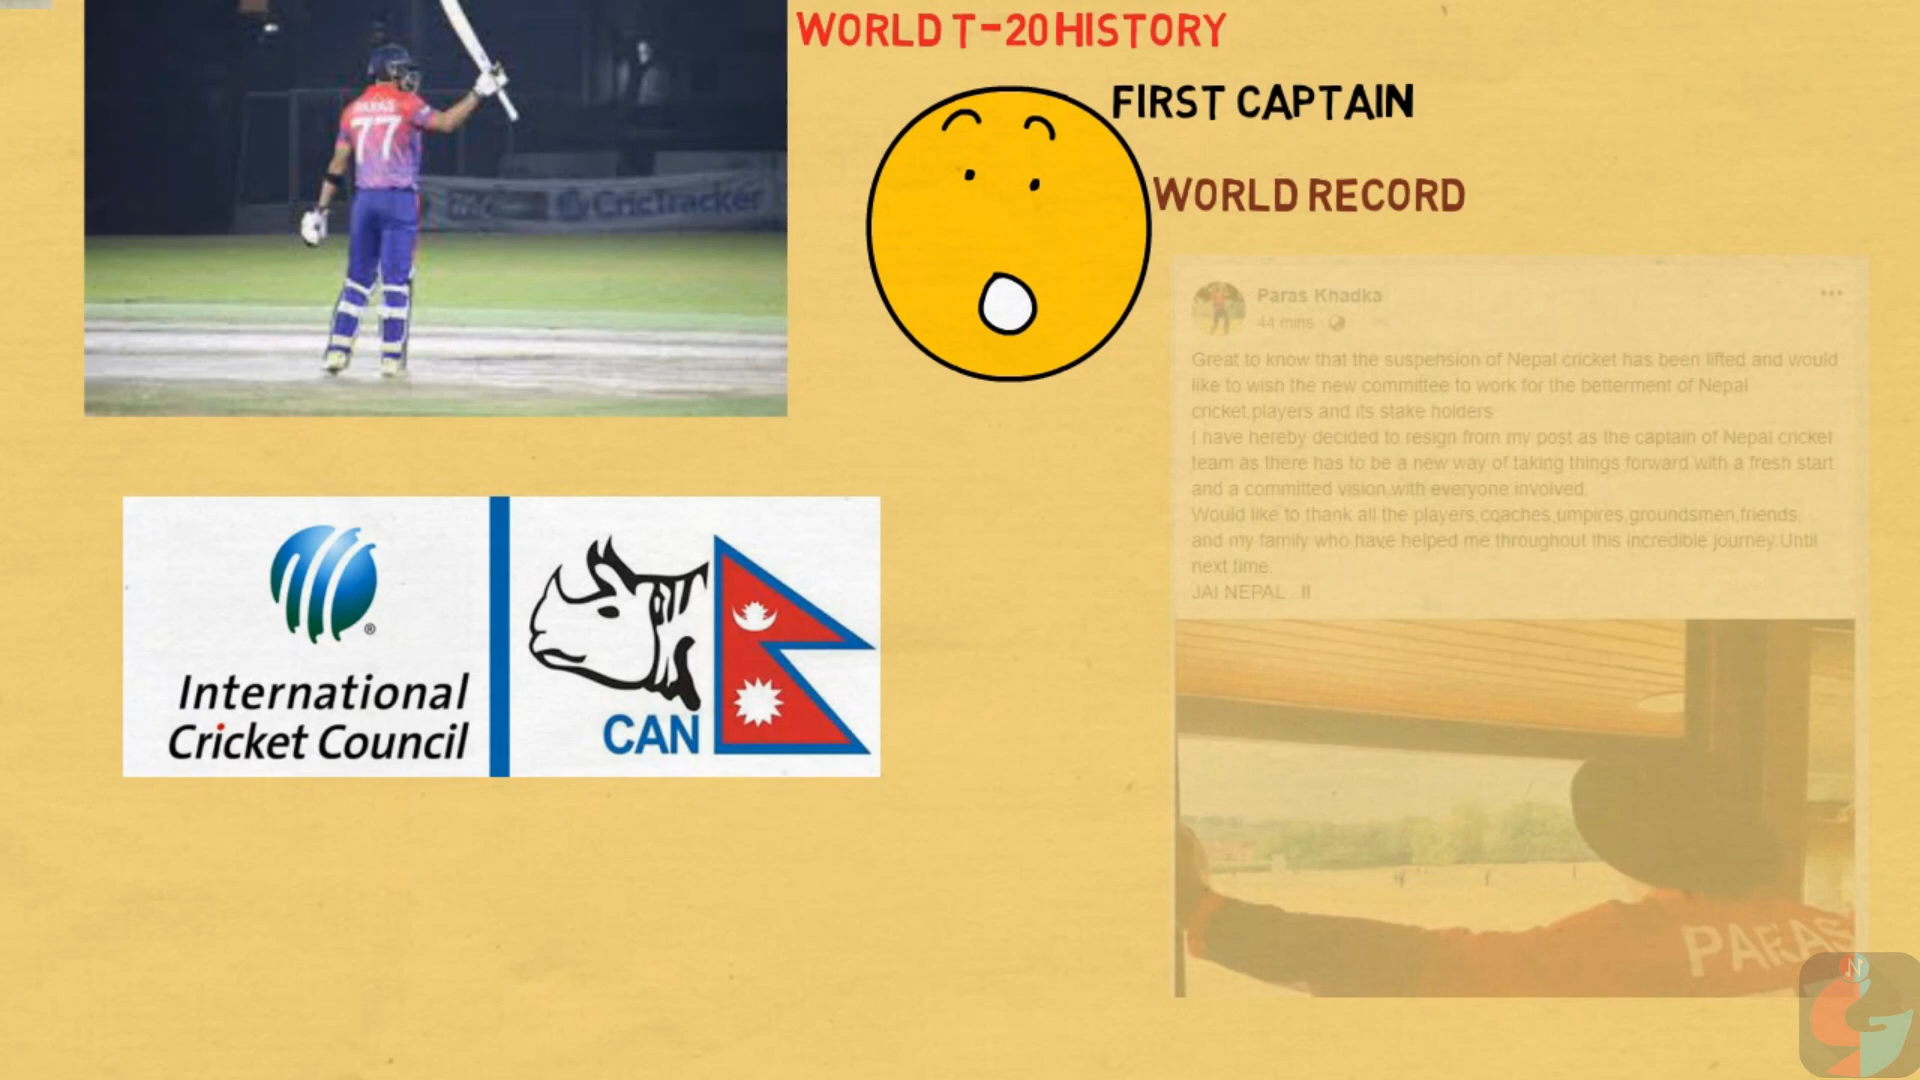 WORLD T-20 HISTORY
FIRST CAPTAIN
WORLD RECORD
PARAS
77
CricTracker
Paras Khadka
44 mins
Great to know that the suspension of Nepal cricket has been lifted and would
like to wish the new committee to work for the betterment of Nepal
cricket,players and its stake holders
I have hereby decided to resign from my post as the captain of Nepal cricket
team as there has to be a new way of taking things forward with a fresh start
and a committed vision with everyone involved.
Would like to thank all the players,coaches,umpires,groundsmen,friends.
and my family who have helped me throughout this incredible journey.Until
next time.
JAI NEPAL...!!
PARAS
International
Cricket Council
®
CAN
N